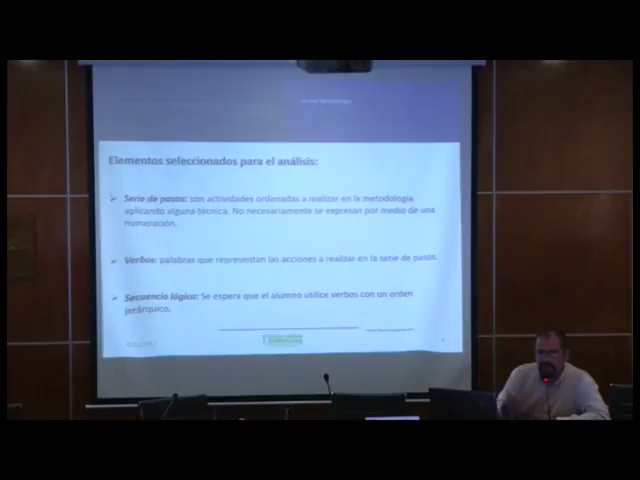 Elementos seleccionados para el análisis:
Serie de pasos: son actividades ordenadas a realizar en la metodología
aplicando alguna técnica. No necesariamente se expresan por medio de una
numeración.
Verbos: palabras que representan las acciones a realizar en la serie de pasos.
Secuencia lógica: Se espera que el alumno utilice verbos con un orden
jerárquico.